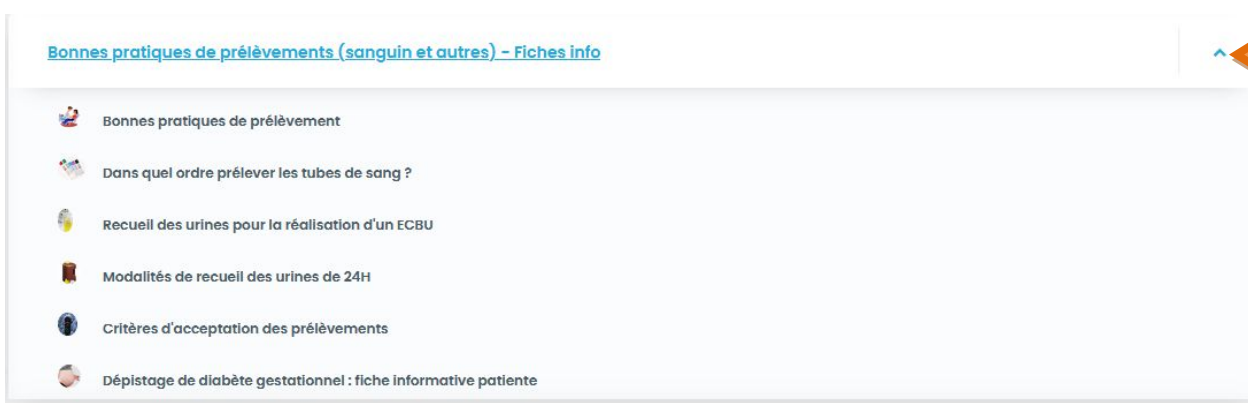 Bonnes pratiques de prélèvements (sanguin et autres) – Fiches info
Bonnes pratiques de prélèvement
Dans quel ordre prélever les tubes de sang ?
Recueil des urines pour la réalisation d'un ECBU
Modalités de recueil des urines de 24H
Critères d'acceptation des prélèvements
Dépistage de diabète gestationnel : fiche informative patiente